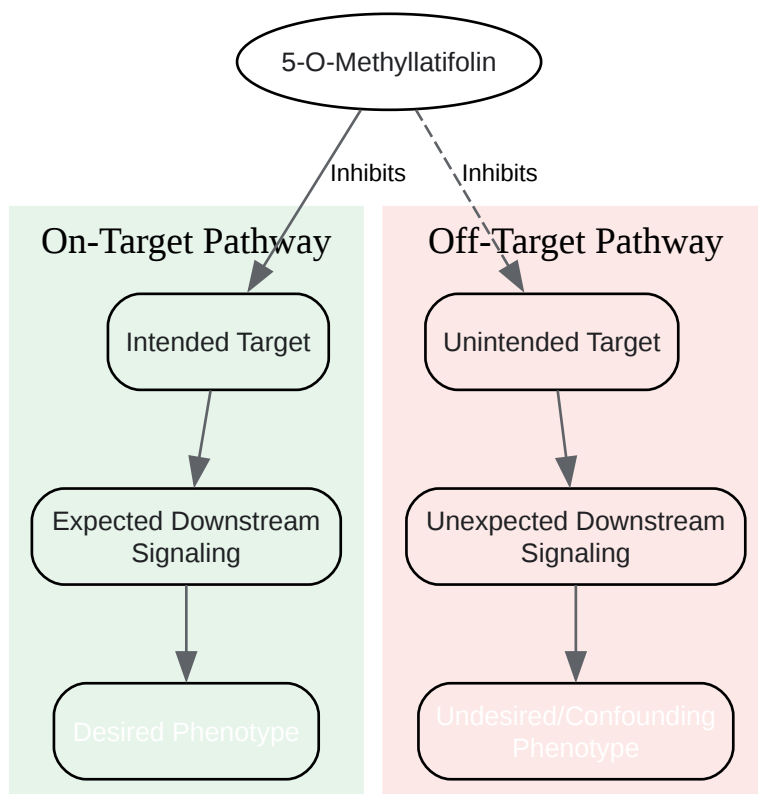 5-O-Methyllatifolin
Inhibits
Inhibits
On-Target Pathway
Off-Target Pathway
Intended Target
Unintended Target
Expected Downstream
Signaling
Unexpected Downstream
Signaling
Desired Phenotype
Undesired/Confounding
Phenotype